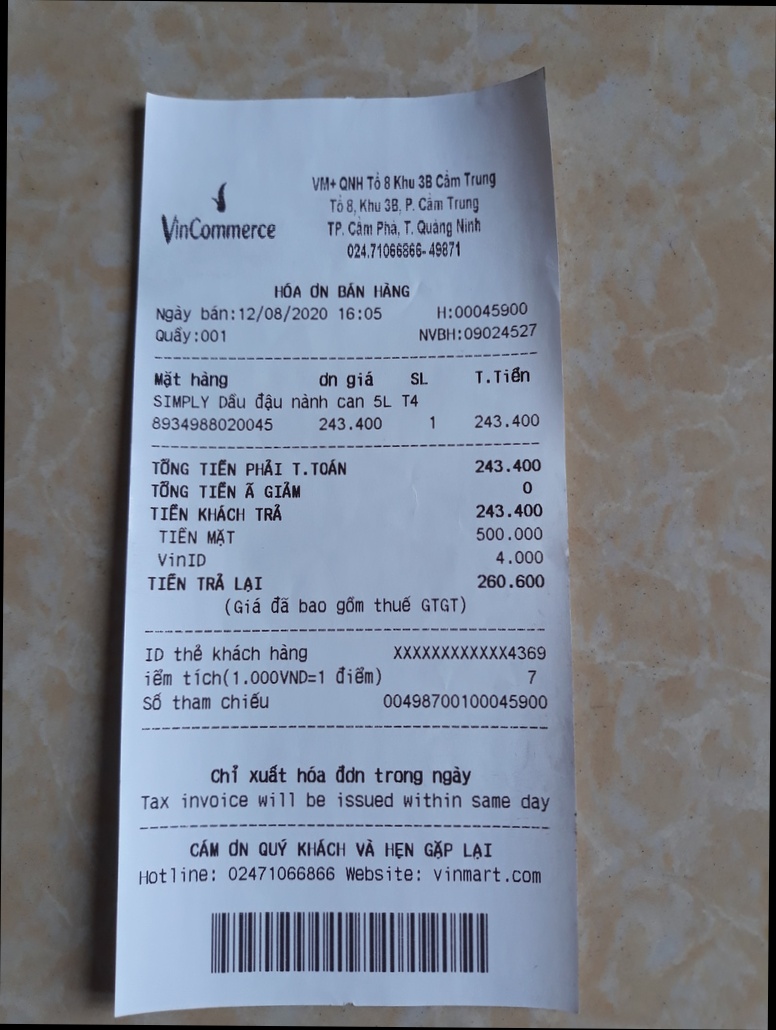 VinCommerce
VM+ QNH Tổ 8 Khu 3B Cẩm Trung
Tổ 8, Khu 3B, P. Cẩm Trung
TP. Cẩm Phả, T. Quảng Ninh
024.71066866-49871
HÓA ƠN BÁN HÀNG
Ngày bán:12/08/2020 16:05 H:00045900
Quầy:001 NVBH:09024527
Mặt hàng ơn giá SL T.Tiền
SIMPLY Dầu đậu nành can 5L T4
8934988020045 243.400 1 243.400
TỔNG TIỀN PHẢI T.TOÁN 243.400
TỔNG TIỀN Ã GIẢM 0
TIỀN KHÁCH TRẢ 243.400
TIỀN MẶT 500.000
VinID 4.000
TIỀN TRẢ LẠI 260.600
(Giá đã bao gồm thuế GTGT)
ID thẻ khách hàng XXXXXXXXXXXX4369
iểm tích(1.000VND=1 điểm) 7
Số tham chiếu 00498700100045900
Chỉ xuất hóa đơn trong ngày
Tax invoice will be issued within same day
CẢM ƠN QUÝ KHÁCH VÀ HẸN GẶP LẠI
Hotline: 02471066866 Website: vinmart.com